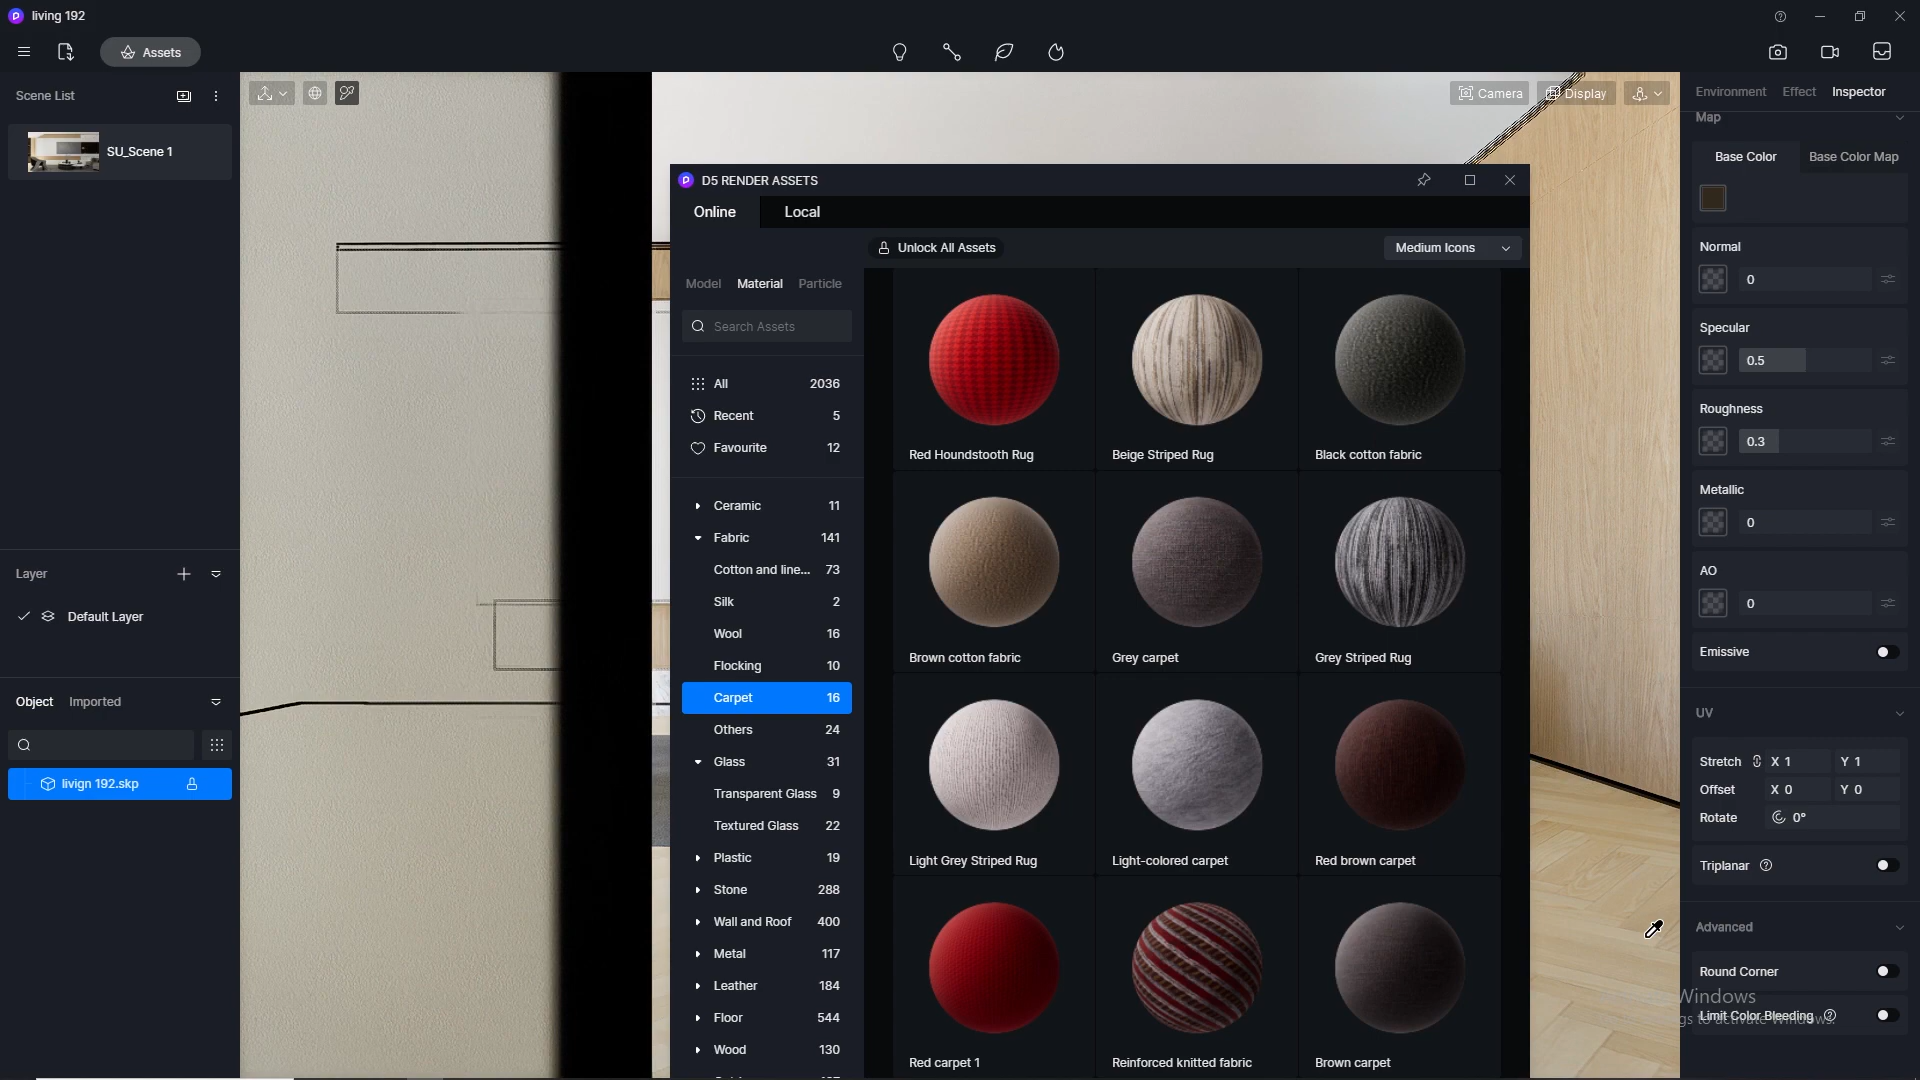 living 192
Assets
Scene List
SU_Scene 1
Layer
Default Layer
Object
Imported
livign 192.skp
Camera
Display
D5 RENDER ASSETS
Online
Local
Unlock All Assets
Medium Icons
Model
Material
Particle
Search Assets
All 2036
Recent 5
Favourite 12
Ceramic 11
Fabric 141
Cotton and line... 73
Silk 2
Wool 16
Flocking 10
Carpet 16
Others 24
Glass 31
Transparent Glass 9
Textured Glass 22
Plastic 19
Stone 288
Wall and Roof 400
Metal 117
Leather 184
Floor 544
Wood 130
Red Houndstooth Rug
Beige Striped Rug
Black cotton fabric
Brown cotton fabric
Grey carpet
Grey Striped Rug
Light Grey Striped Rug
Light-colored carpet
Red brown carpet
Red carpet 1
Reinforced knitted fabric
Brown carpet
Environment
Effect
Inspector
Map
Base Color
Base Color Map
Normal
0
Specular
0.5
Roughness
0.3
Metallic
0
AO
0
Emissive
UV
Stretch X 1 Y 1
Offset X 0 Y 0
Rotate 0°
Triplanar
Advanced
Round Corner
Windows
Limit Color Bleeding